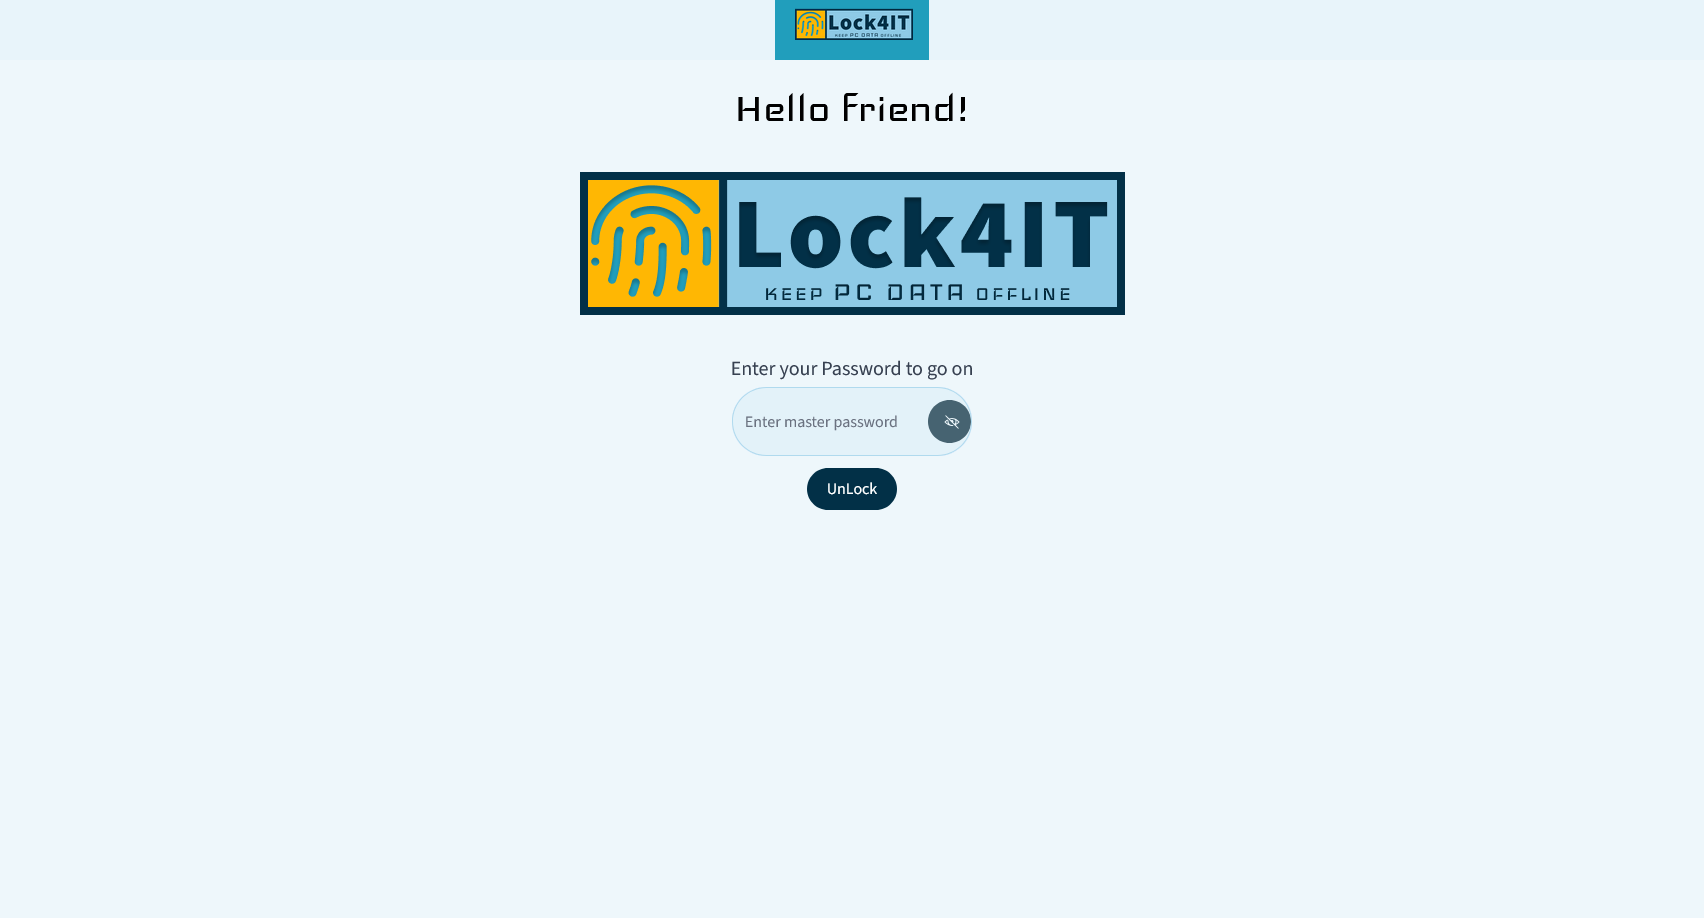 Lock4IT
KEEP PC DATA OFFLINE
Hello Friend!
Lock4IT
KEEP PC DATA OFFLINE
Enter your Password to go on
Enter master password
UnLock